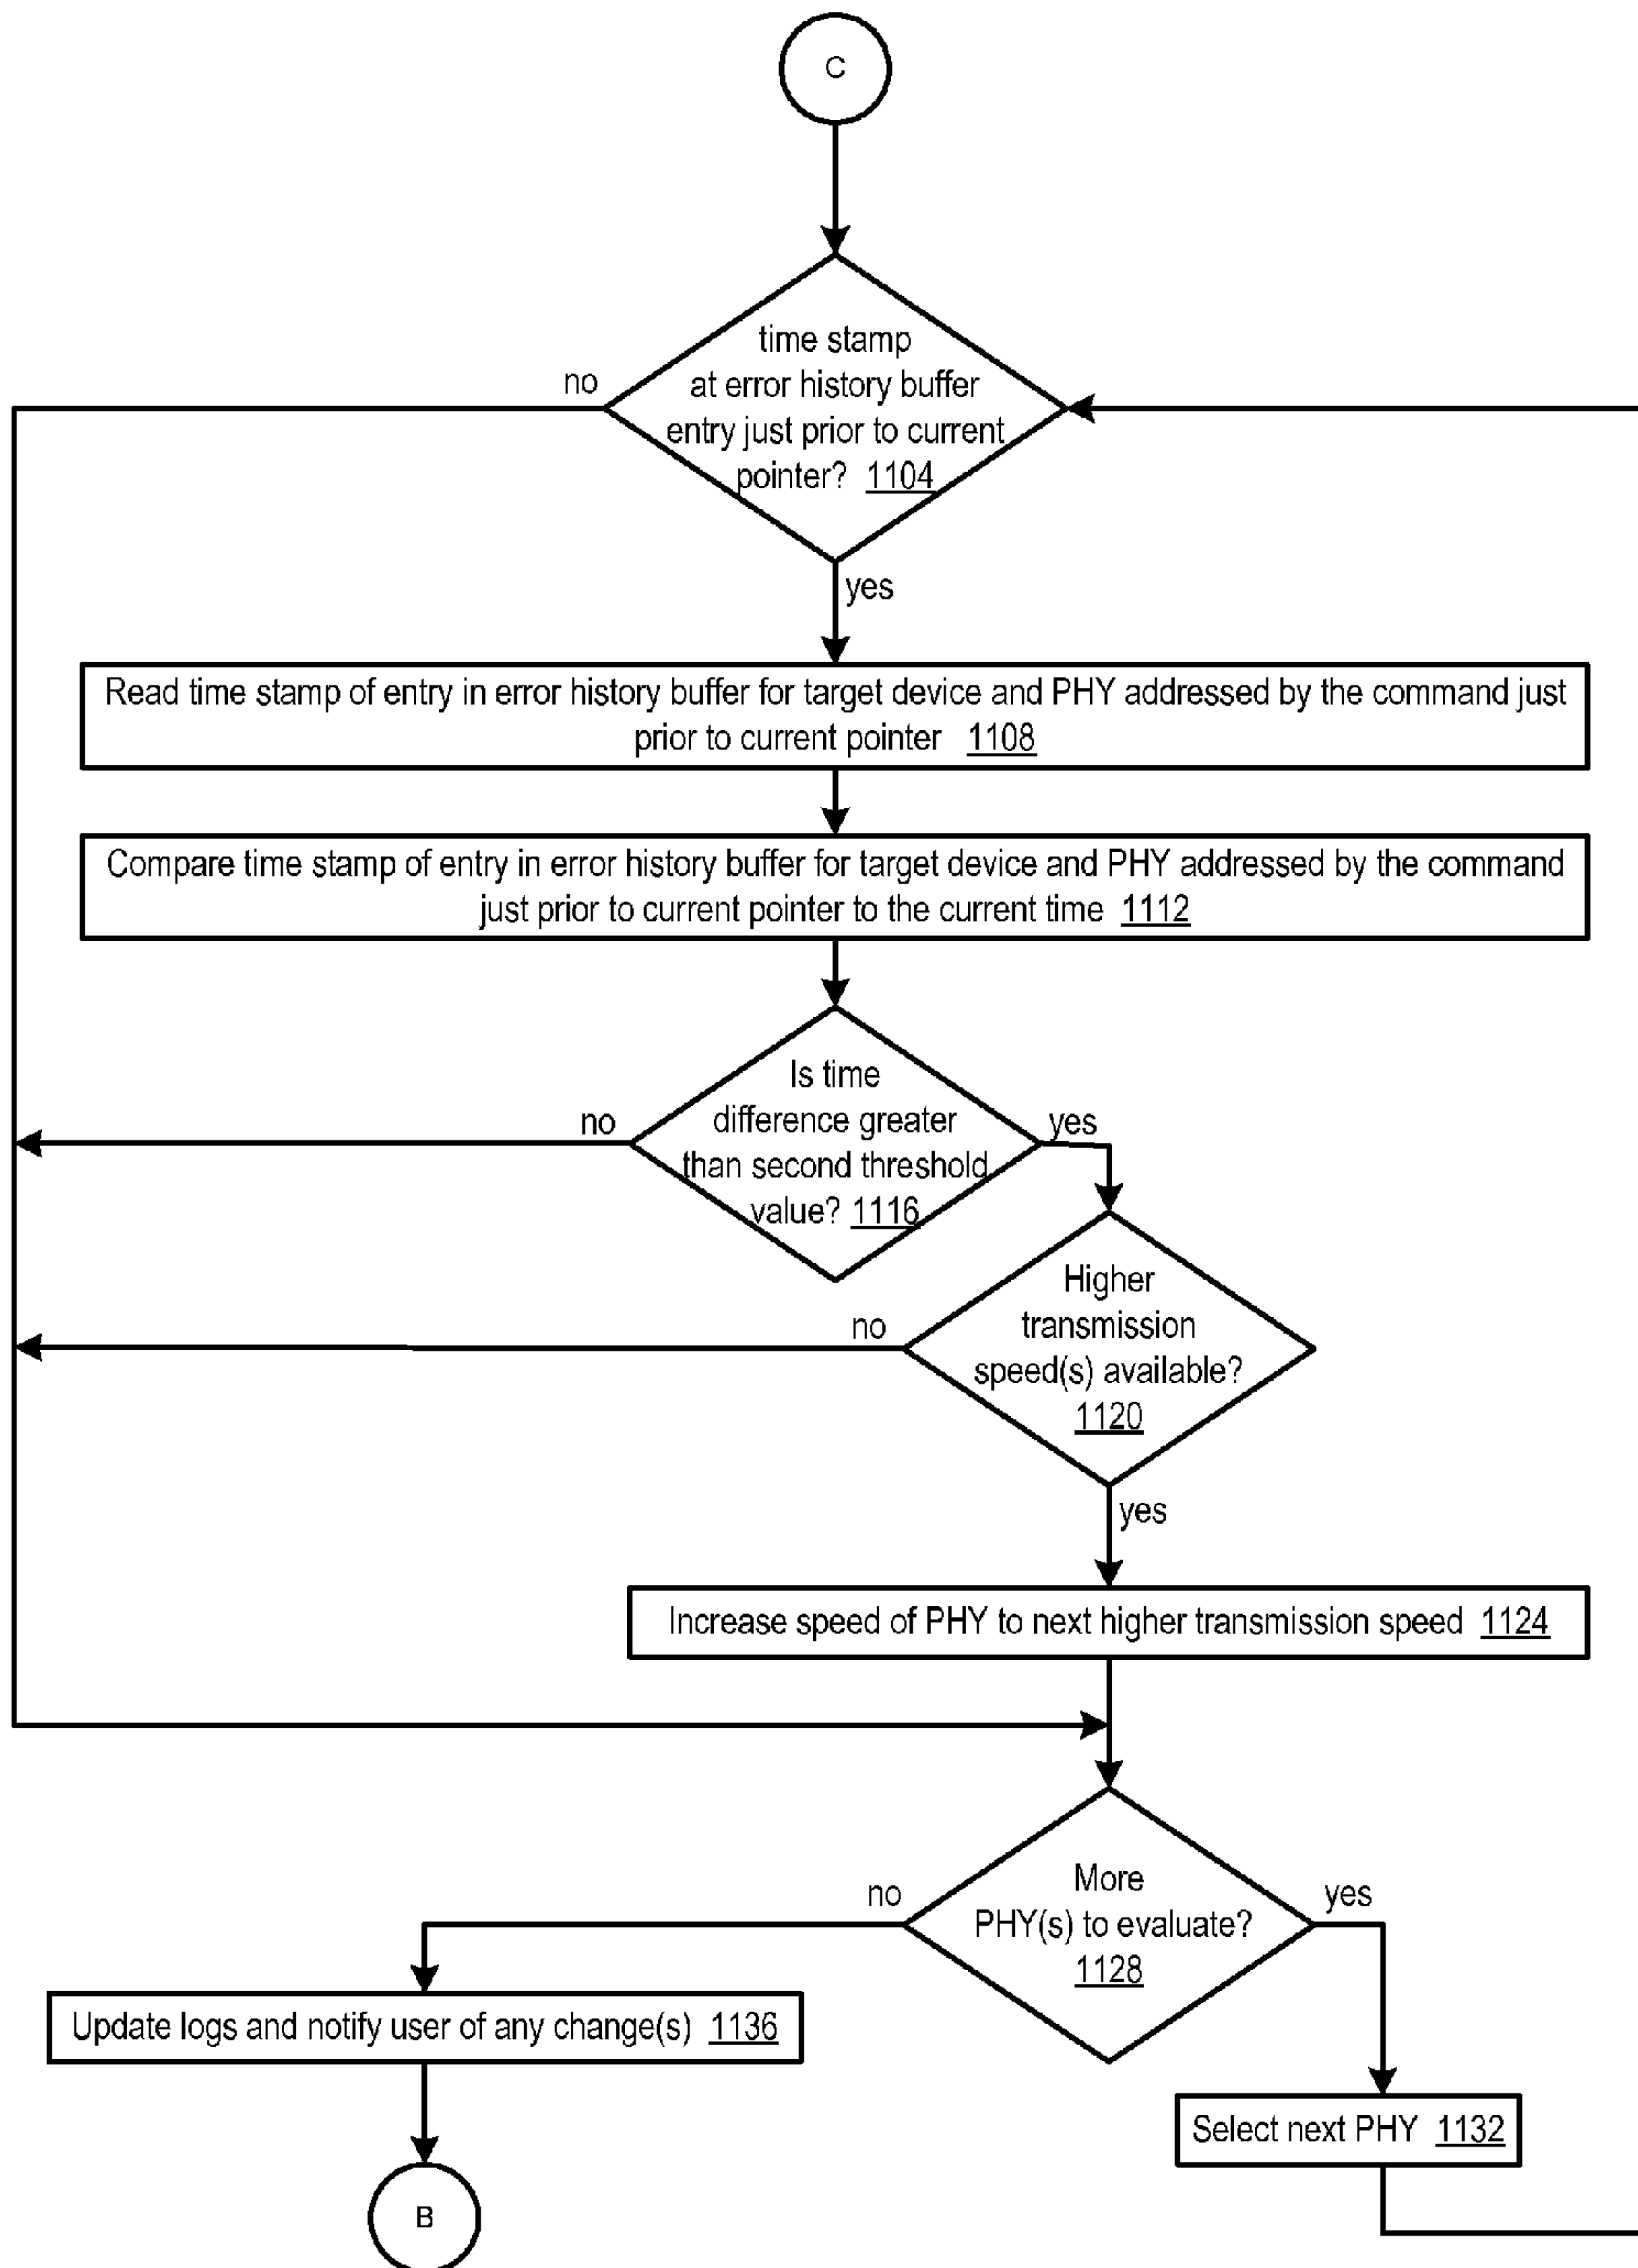 C
time stamp
at error history buffer
entry just prior to current
pointer? 1104
no
yes
Read time stamp of entry in error history buffer for target device and PHY addressed by the command just
prior to current pointer 1108
Compare time stamp of entry in error history buffer for target device and PHY addressed by the command
just prior to current pointer to the current time 1112
Is time
difference greater
than second threshold
value? 1116
no
yes
Higher
transmission
speed(s) available?
1120
no
yes
Increase speed of PHY to next higher transmission speed 1124
More
PHY(s) to evaluate?
1128
no
yes
Update logs and notify user of any change(s) 1136
Select next PHY 1132
B